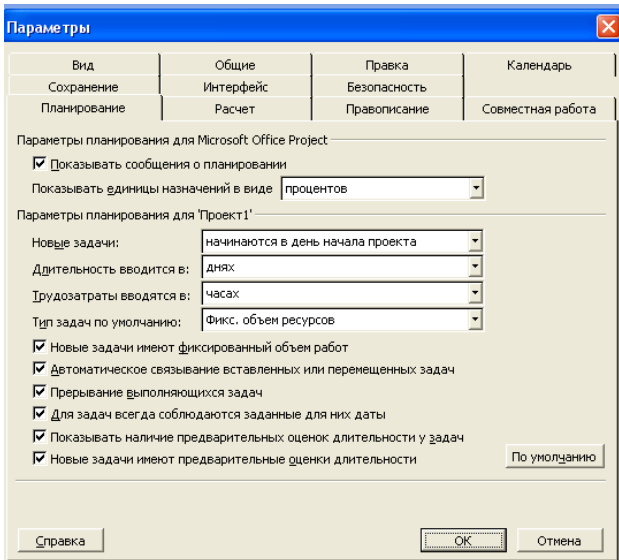 Параметры
Вид Общие Правка Календарь
Сохранение Интерфейс Безопасность
Планирование Расчет Правописание Совместная работа
Параметры планирования для Microsoft Office Project
Показывать сообщения о планировании
Показывать единицы назначений в виде процентов
Параметры планирования для 'Проект1'
Новые задачи: начинаются в день начала проекта
Длительность вводится в: днях
Трудозатраты вводятся в: часах
Тип задач по умолчанию: Фикс. объем ресурсов
Новые задачи имеют фиксированный объем работ
Автоматическое связывание вставленных или перемещенных задач
Прерывание выполняющихся задач
Для задач всегда соблюдаются заданные для них даты
Показывать наличие предварительных оценок длительности у задач
Новые задачи имеют предварительные оценки длительности По умолчанию
Справка ОК Отмена